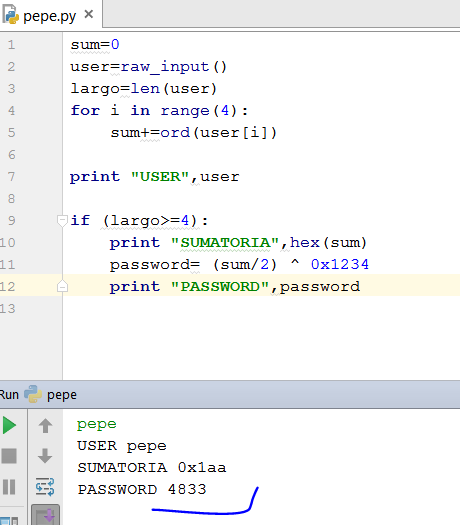 pepe.py ×
1 sum=0
2 user=raw_input()
3 largo=len(user)
4 for i in range(4):
5     sum+=ord(user[i])
6
7 print "USER",user
8
9 if (largo>=4):
10     print "SUMATORIA",hex(sum)
11     password= (sum/2) ^ 0x1234
12     print "PASSWORD",password
13
Run pepe
pepe
USER pepe
SUMATORIA 0x1aa
PASSWORD 4833